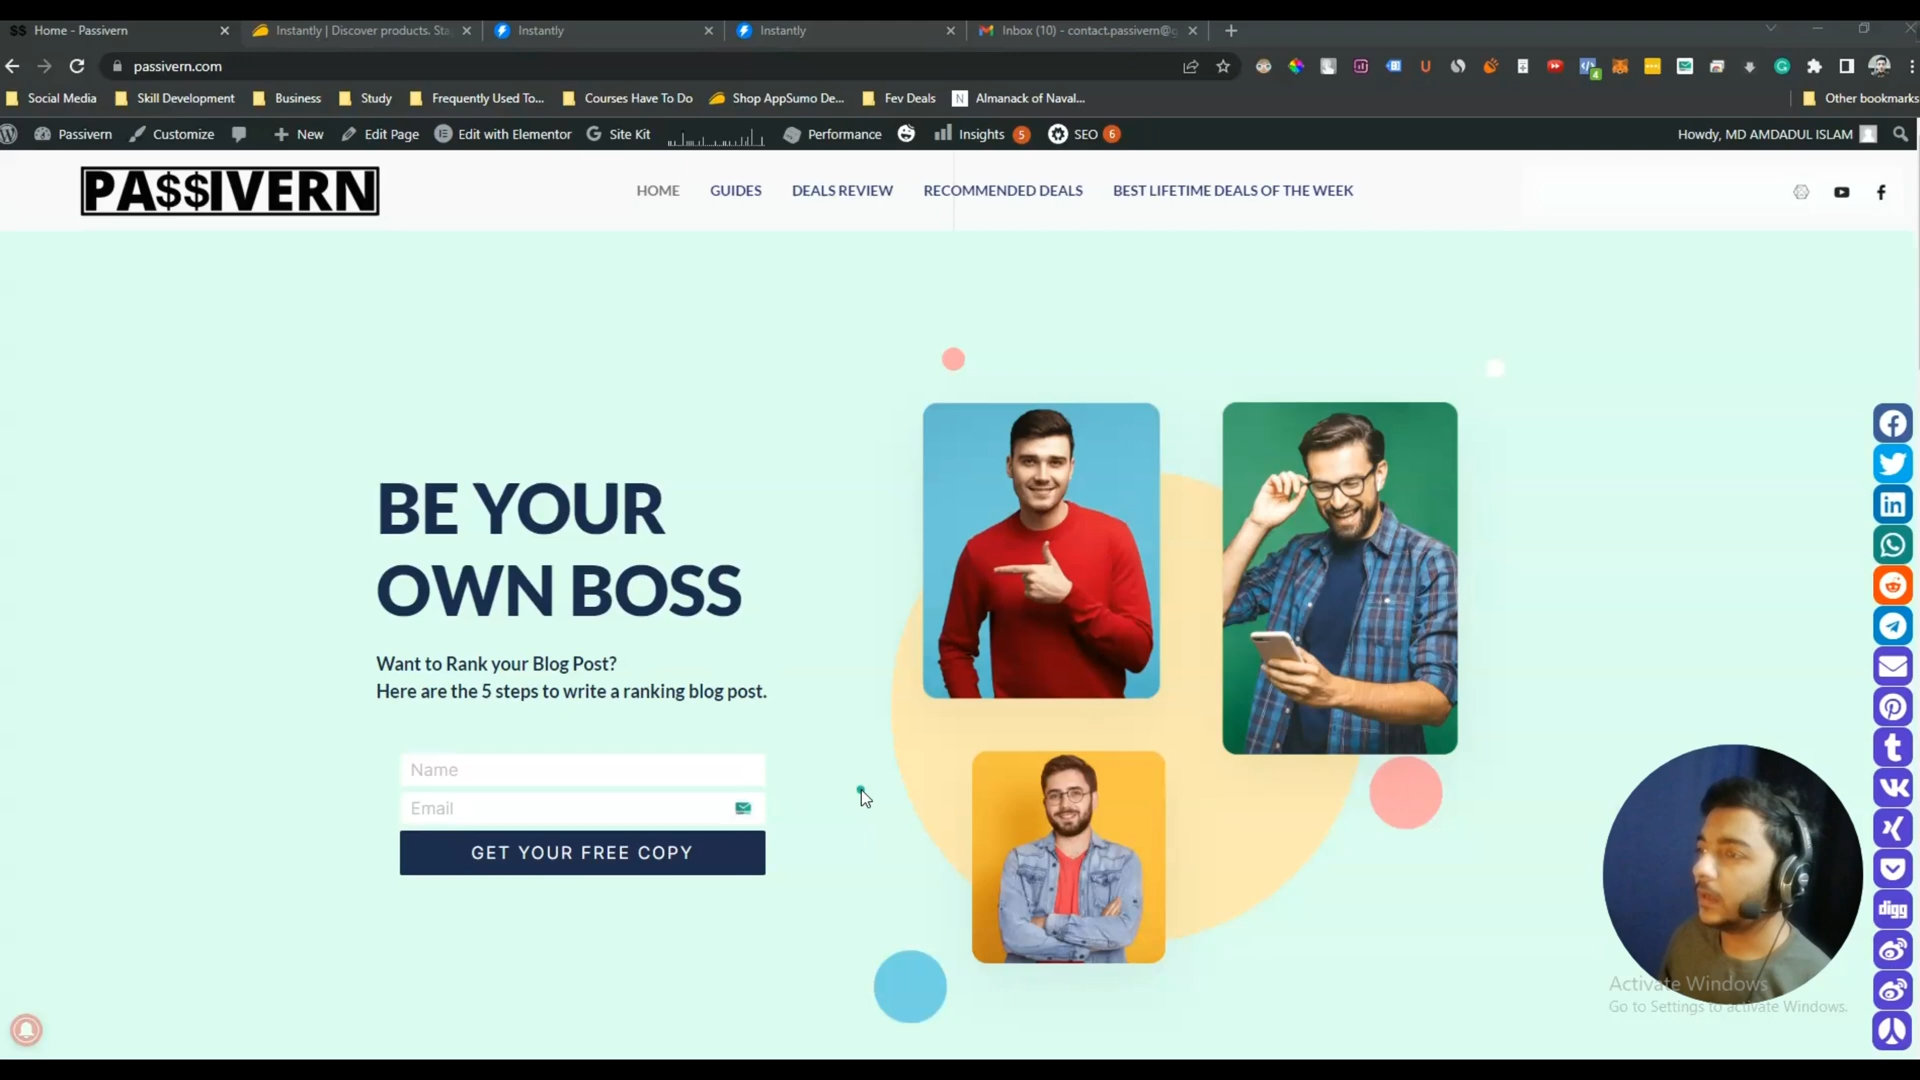 Home - Passivern
Instantly | Discover products. Sta
Instantly
Instantly
Inbox (10) - contact.passivern@g
passivern.com
Social Media
Skill Development
Business
Study
Frequently Used To...
Courses Have To Do
Shop AppSumo De...
Fev Deals
Almanack of Naval...
Other bookmarks
Passivern
Customize
New
Edit Page
Edit with Elementor
Site Kit
Performance
Insights 5
SEO 6
Howdy, MD AMDADUL ISLAM
PA$$IVERN
HOME
GUIDES
DEALS REVIEW
RECOMMENDED DEALS
BEST LIFETIME DEALS OF THE WEEK
BE YOUR
OWN BOSS
Want to Rank your Blog Post?
Here are the 5 steps to write a ranking blog post.
Name
Email
GET YOUR FREE COPY
digg
Activate Windows
Go to Settings to activate Windows.